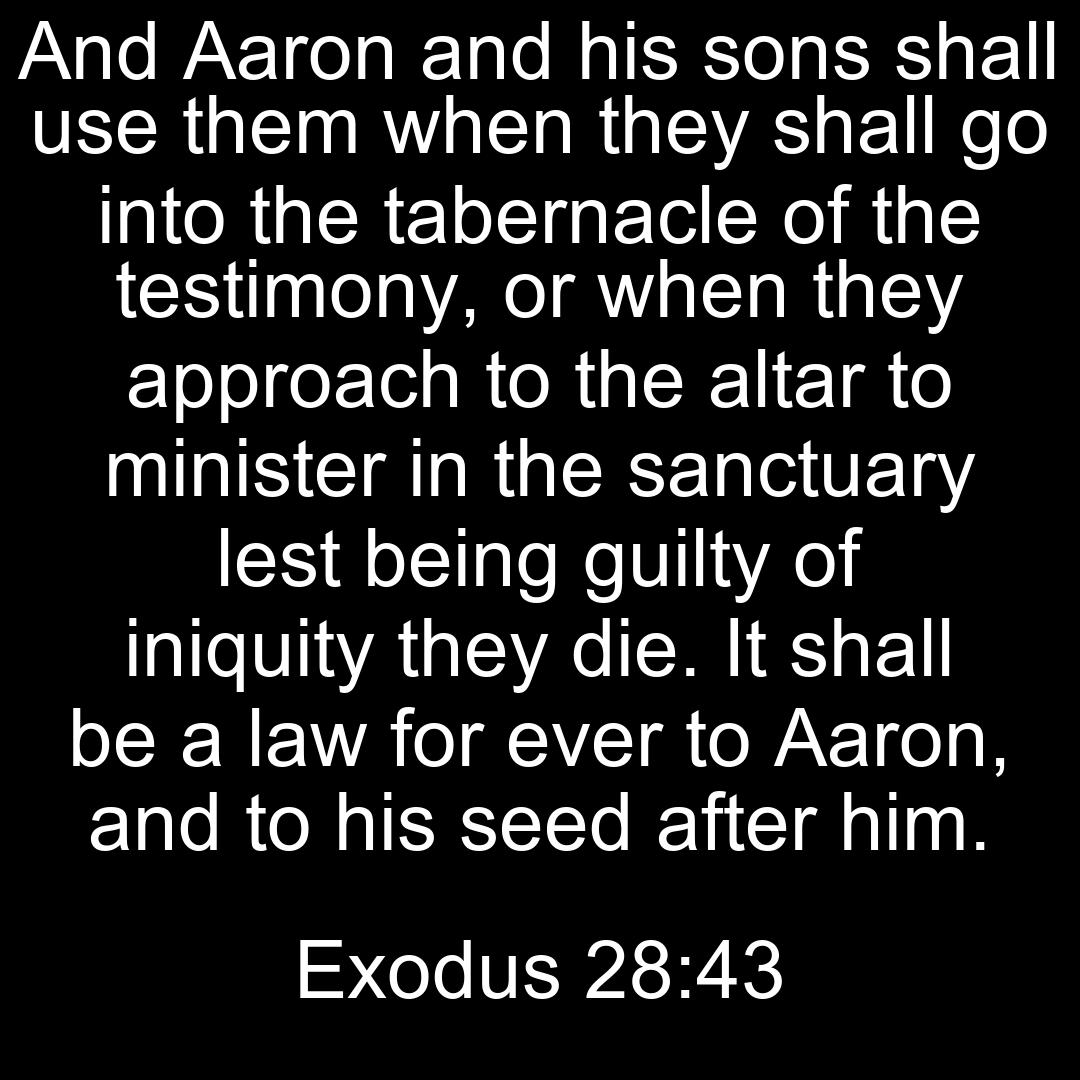 And Aaron and his sons shall
use them when they shall go
into the tabernacle of the
testimony, or when they
approach to the altar to
minister in the sanctuary
lest being guilty of
iniquity they die. It shall
be a law for ever to Aaron,
and to his seed after him.
Exodus 28:43